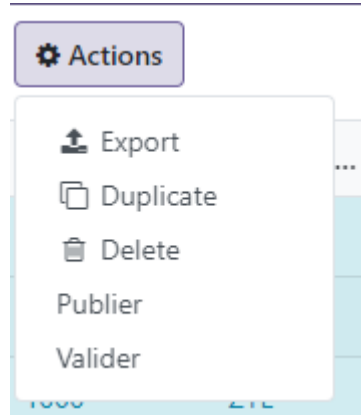 Actions
Export
...
Duplicate
Delete
Publier
Valider